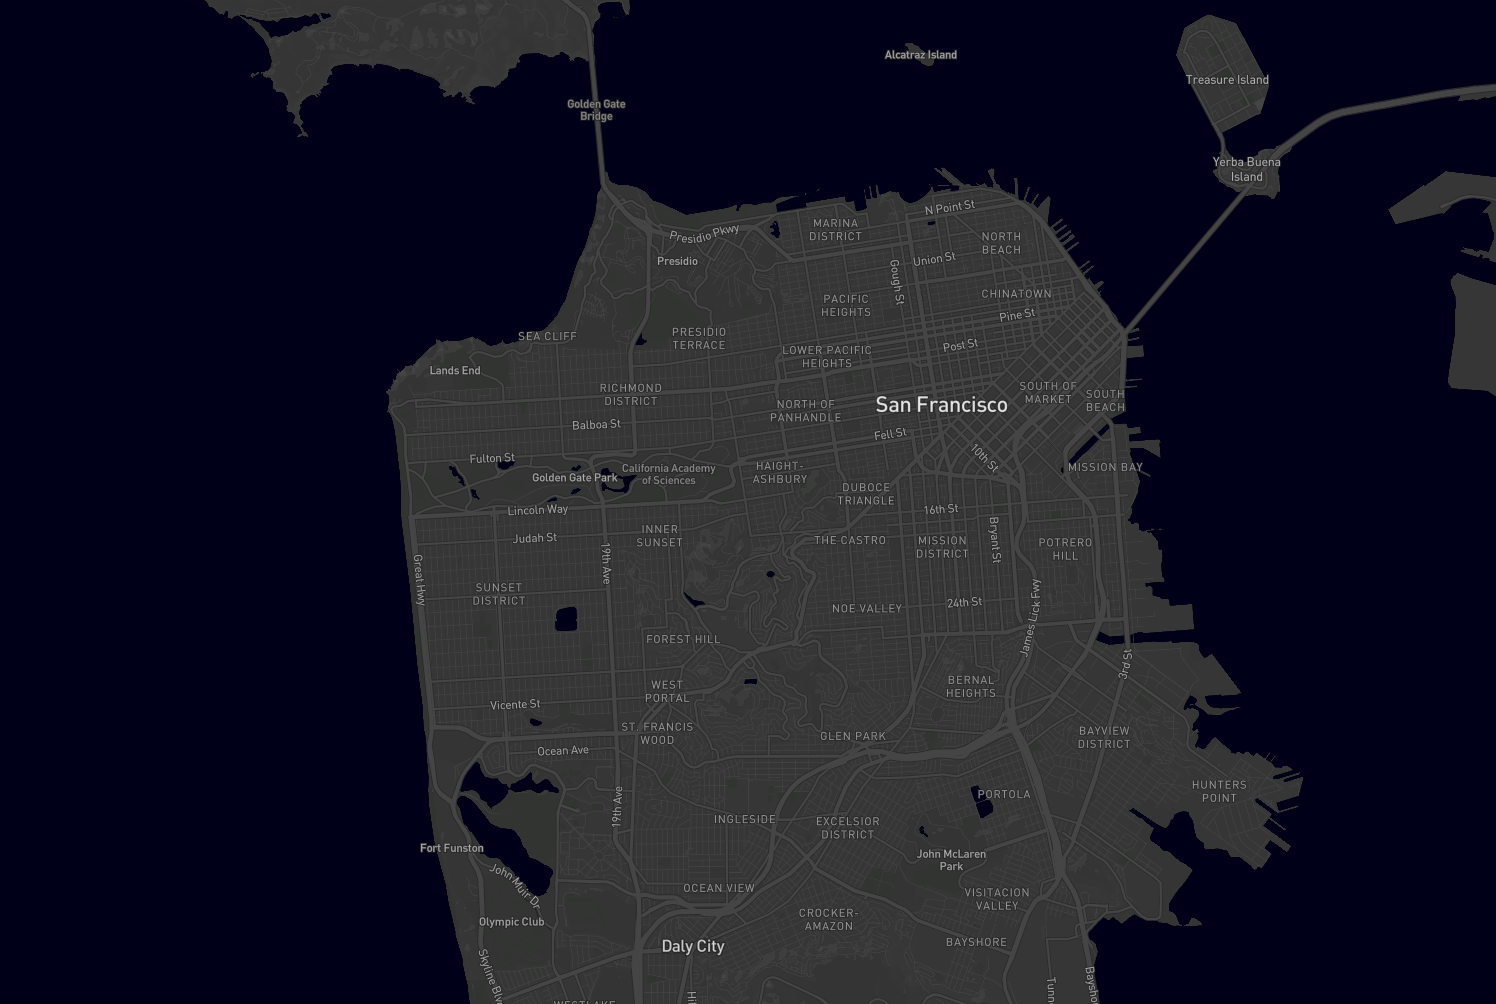 Alcatraz Island
Treasure Island
Golden Gate
Bridge
Yerba Buena
Island
N Point St
MARINA
DISTRICT
Presidio Pkwy
NORTH
BEACH
Union St
Presidio
Gough St
CHINATOWN
PACIFIC
HEIGHTS
Pine St
SEA CLIFF
PRESIDIO
TERRACE
Post St
LOWER PACIFIC
HEIGHTS
Lands End
RICHMOND
DISTRICT
SOUTH OF
MARKET
SOUTH
BEACH
San Francisco
NORTH OF
PANHANDLE
Balboa St
Fell St
Fulton St
10th St
MISSION BAY
Golden Gate Park
California Academy
of Sciences
HAIGHT-
ASHBURY
DUBOCE
TRIANGLE
Lincoln Way
16th St
Judah St
INNER
SUNSET
THE CASTRO
MISSION
DISTRICT
Bryant St
POTRERO
HILL
Great Hwy
19th Ave
SUNSET
DISTRICT
NOE VALLEY
24th St
James Lick Fwy
FOREST HILL
3rd St
WEST
PORTAL
BERNAL
HEIGHTS
Vicente St
ST. FRANCIS
WOOD
GLEN PARK
BAYVIEW
DISTRICT
Ocean Ave
HUNTERS
POINT
PORTOLA
19th Ave
INGLESIDE
EXCELSIOR
DISTRICT
Fort Funston
John McLaren
Park
John Muir Dr
OCEAN VIEW
VISITACION
VALLEY
Olympic Club
CROCKER-
AMAZON
Daly City
BAYSHORE
Skyline Blv
Hil
Tunn
Baysho
WESTLAKE